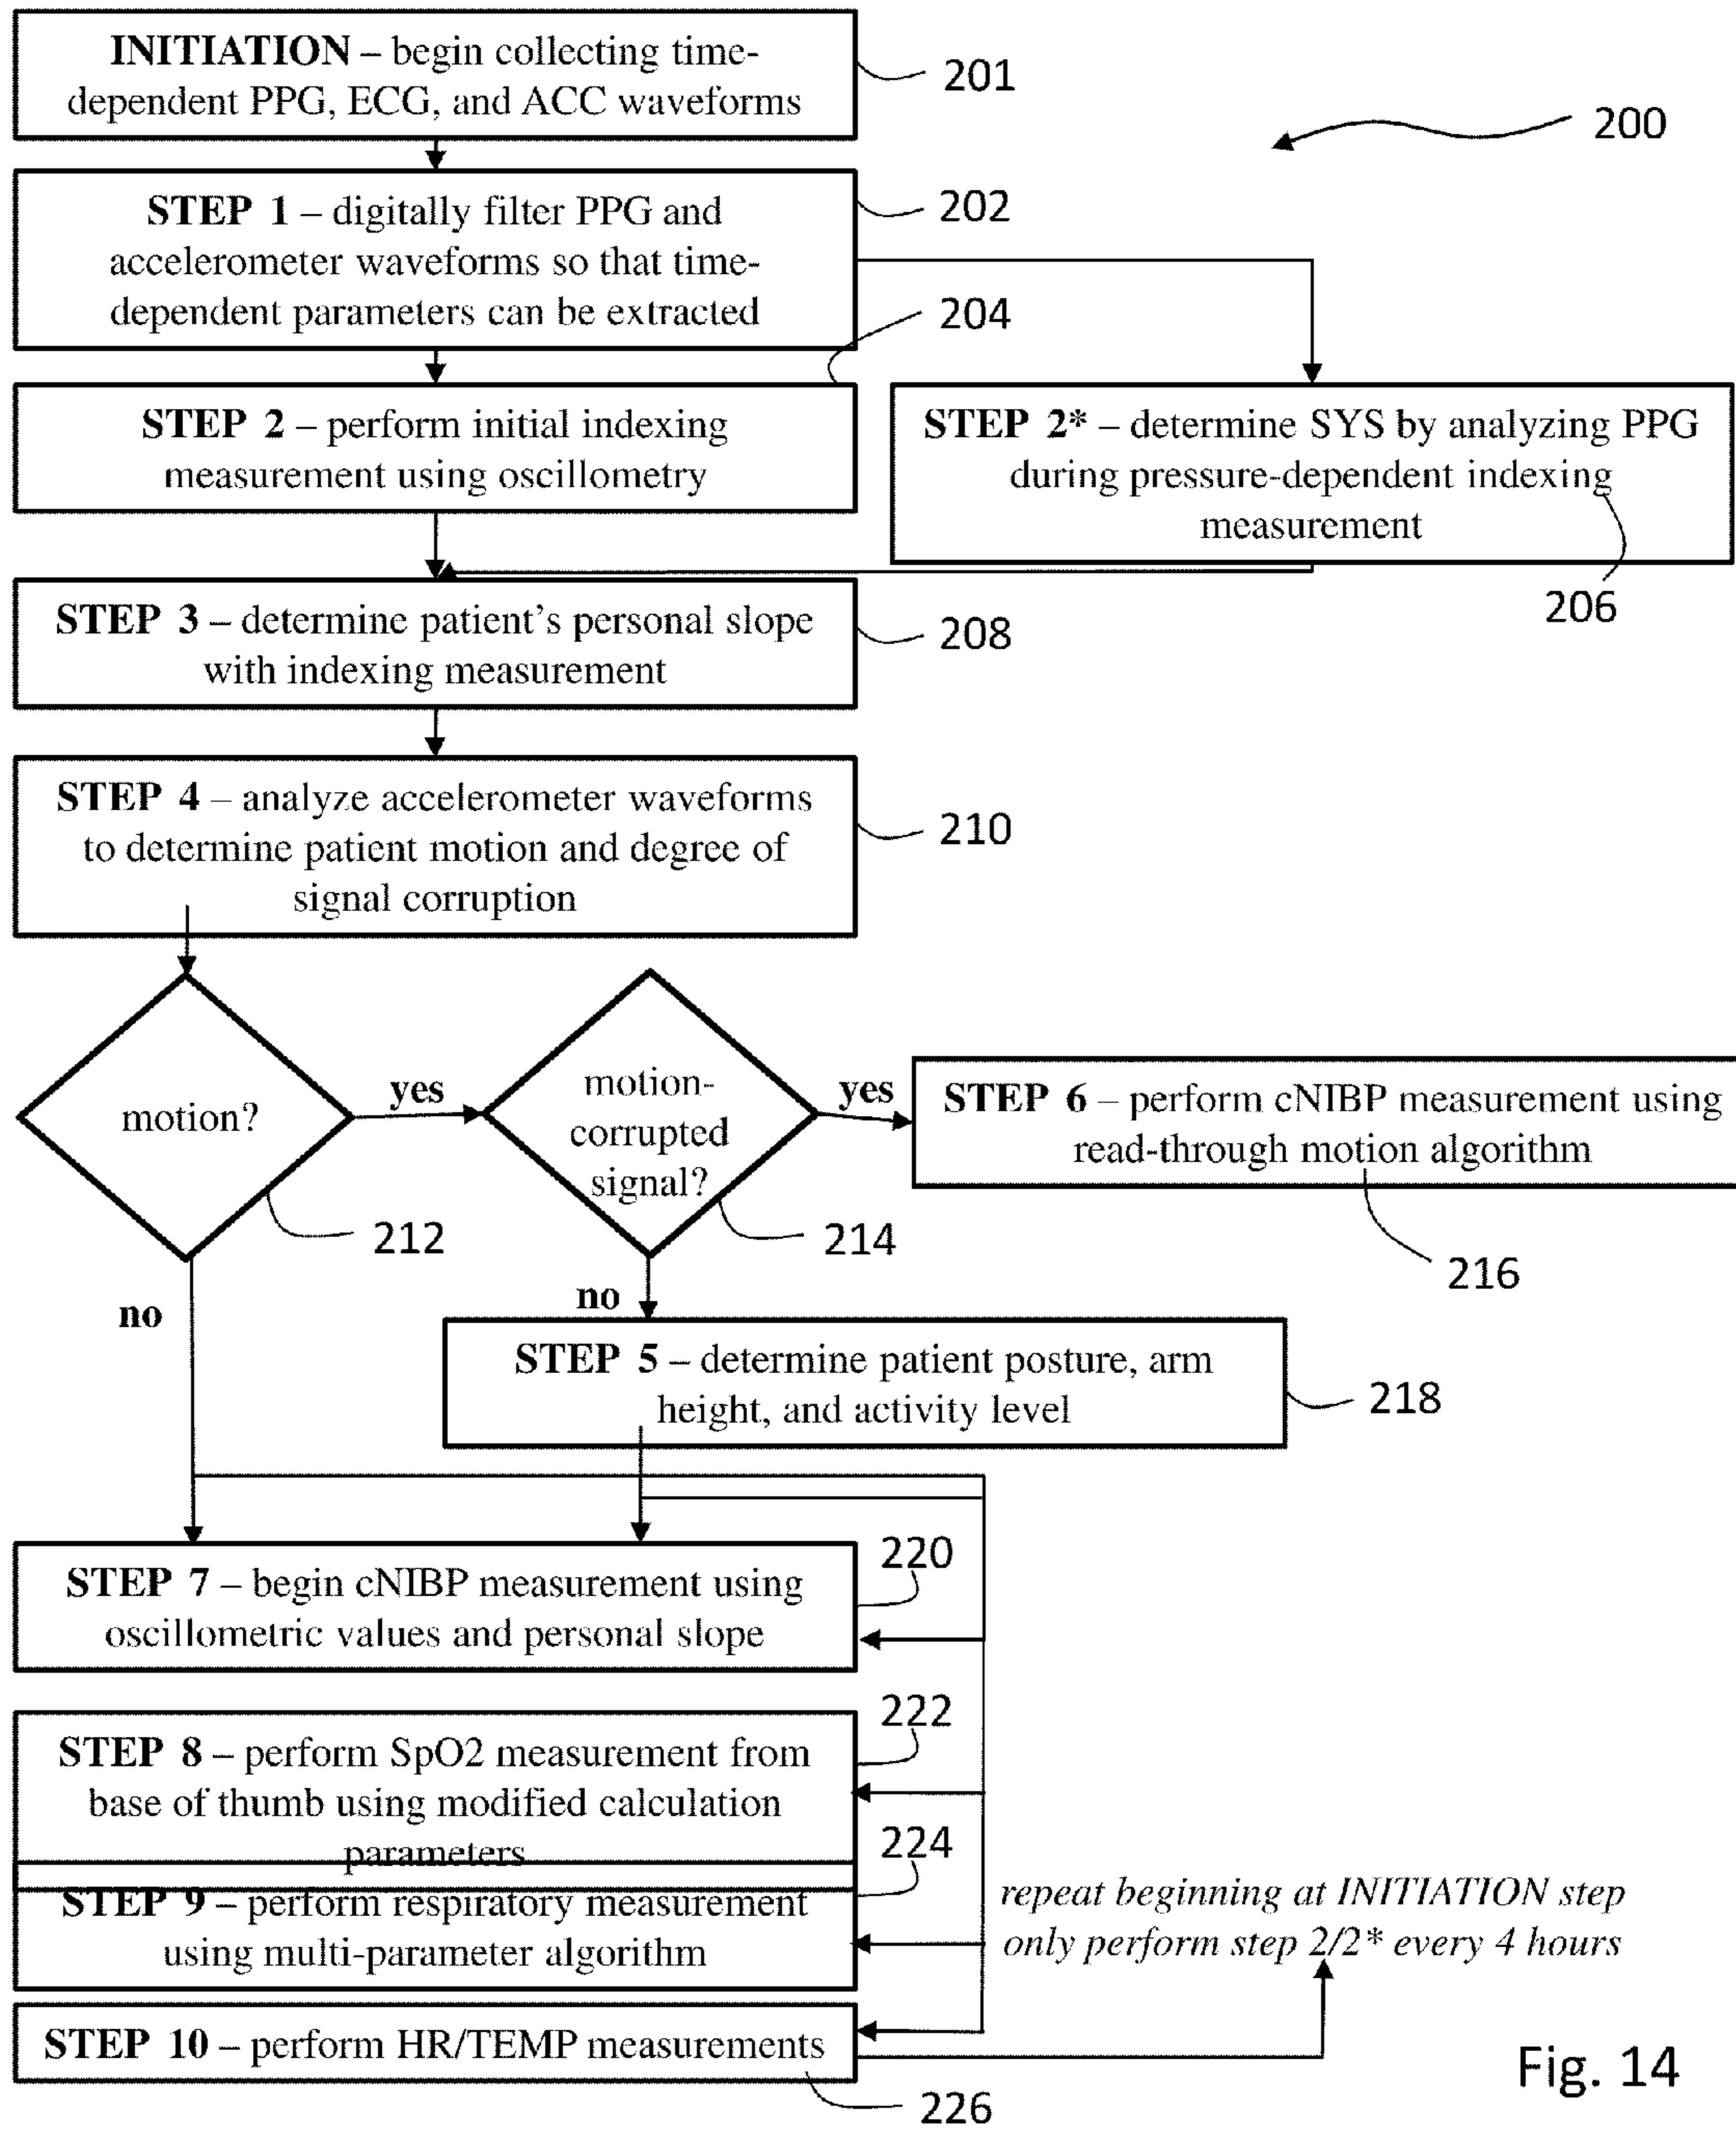 INITIATION – begin collecting time-
dependent PPG, ECG, and ACC waveforms
201
200
STEP 1 – digitally filter PPG and
accelerometer waveforms so that time-
dependent parameters can be extracted
202
204
STEP 2 – perform initial indexing
measurement using oscillometry
STEP 2* – determine SYS by analyzing PPG
during pressure-dependent indexing
measurement
206
STEP 3 – determine patient's personal slope
with indexing measurement
208
STEP 4 – analyze accelerometer waveforms
to determine patient motion and degree of
signal corruption
210
motion?
yes
motion-
corrupted
signal?
yes
STEP 6 – perform cNIBP measurement using
read-through motion algorithm
212
214
216
no
no
STEP 5 – determine patient posture, arm
height, and activity level
218
STEP 7 – begin cNIBP measurement using
oscillometric values and personal slope
220
222
STEP 8 – perform SpO2 measurement from
base of thumb using modified calculation
parameters
224
STEP 9 – perform respiratory measurement
using multi-parameter algorithm
repeat beginning at INITIATION step
only perform step 2/2* every 4 hours
STEP 10 – perform HR/TEMP measurements
226
Fig. 14